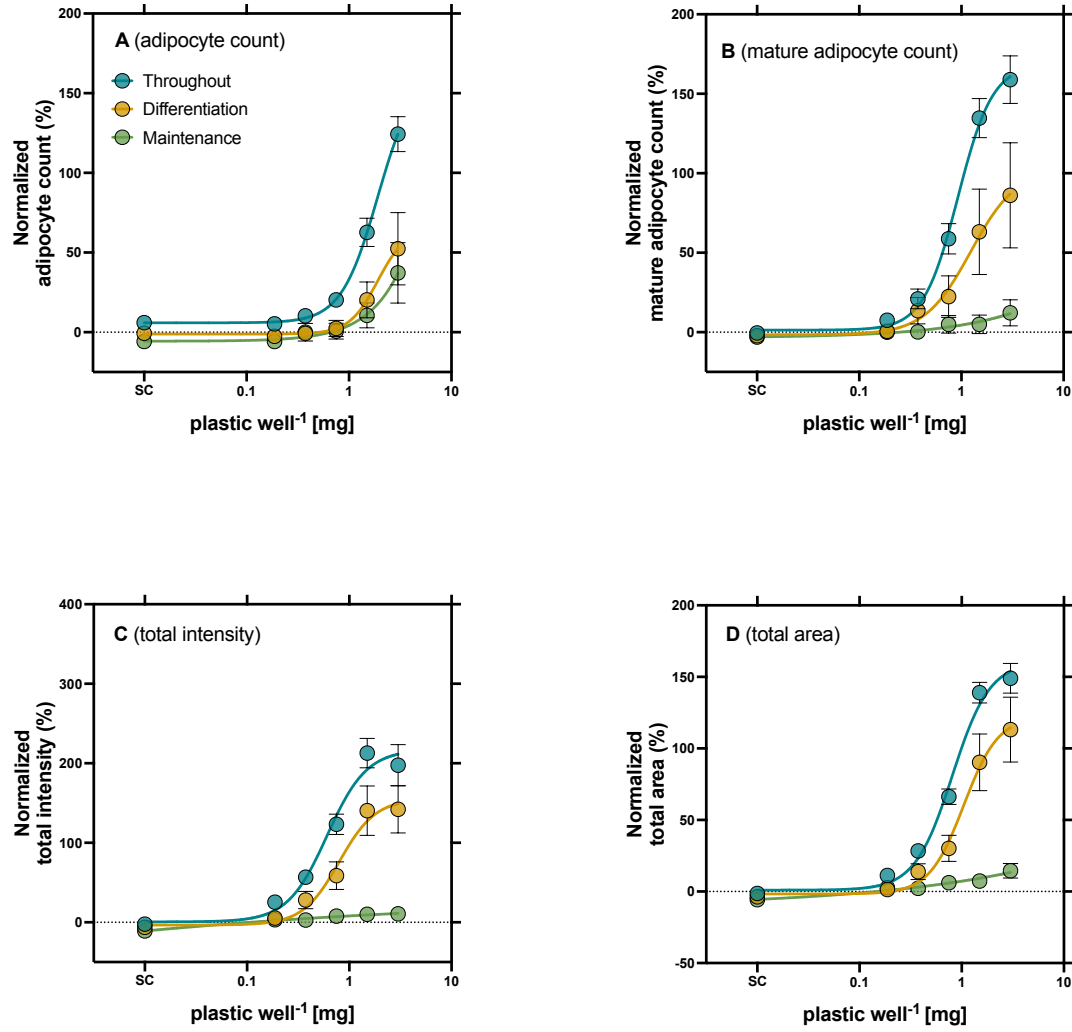 A (adipocyte count)
Throughout
Differentiation
Maintenance
200
150
100
50
0
Normalized
adipocyte count (%)
SC
0.1
1
10
plastic well-1 [mg]
B (mature adipocyte count)
200
150
100
50
0
Normalized
mature adipocyte count (%)
SC
0.1
1
10
plastic well-1 [mg]
C (total intensity)
400
300
200
100
0
Normalized
total intensity (%)
SC
0.1
1
10
plastic well-1 [mg]
D (total area)
200
150
100
50
0
-50
Normalized
total area (%)
SC
0.1
1
10
plastic well-1 [mg]